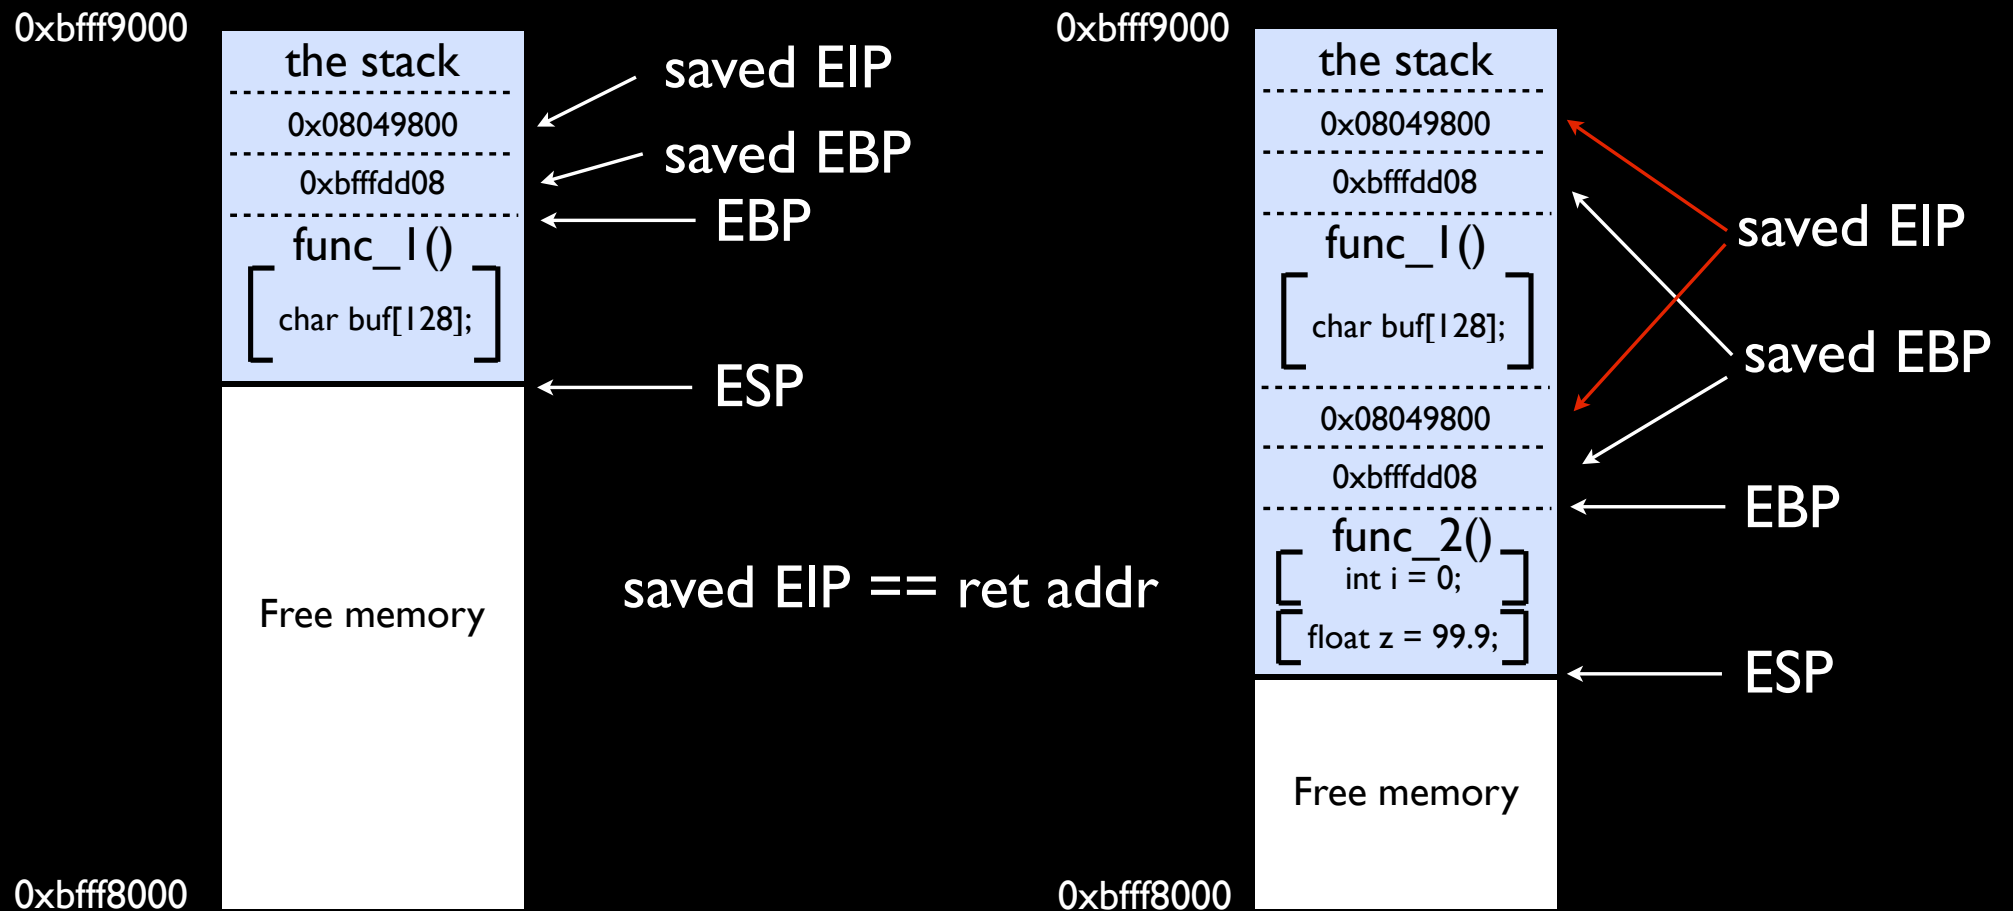 0xbfff9000
the stack
0x08049800
0xbfffdd08
func_1()
char buf[128];
Free memory
0xbfff8000
saved EIP
saved EBP
EBP
ESP
saved EIP == ret addr
0xbfff9000
the stack
0x08049800
0xbfffdd08
func_1()
char buf[128];
0x08049800
0xbfffdd08
func_2()
int i = 0;
float z = 99.9;
Free memory
0xbfff8000
saved EIP
saved EBP
EBP
ESP